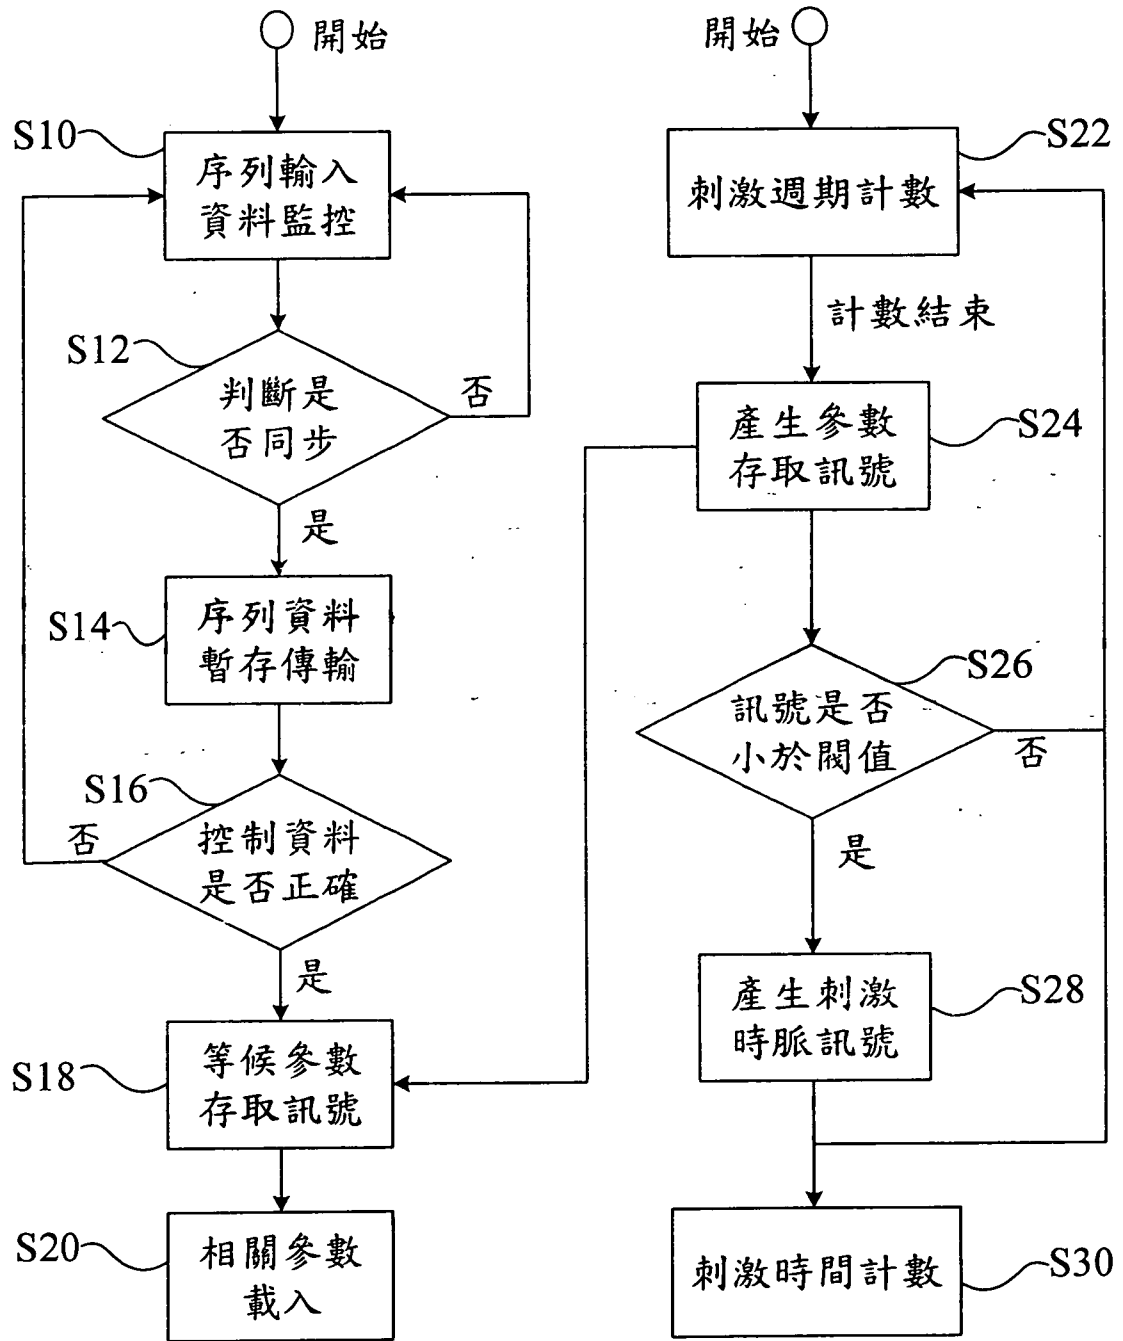 開始
S10
序列輸入
資料監控
S12
判斷是
否同步
否
是
S14
序列資料
暫存傳輸
S16
控制資料
是否正確
否
是
S18
等候參數
存取訊號
S20
相關參數
載入
開始
S22
刺激週期計數
計數結束
S24
產生參數
存取訊號
S26
訊號是否
小於閥值
否
是
S28
產生刺激
時脈訊號
S30
刺激時間計數